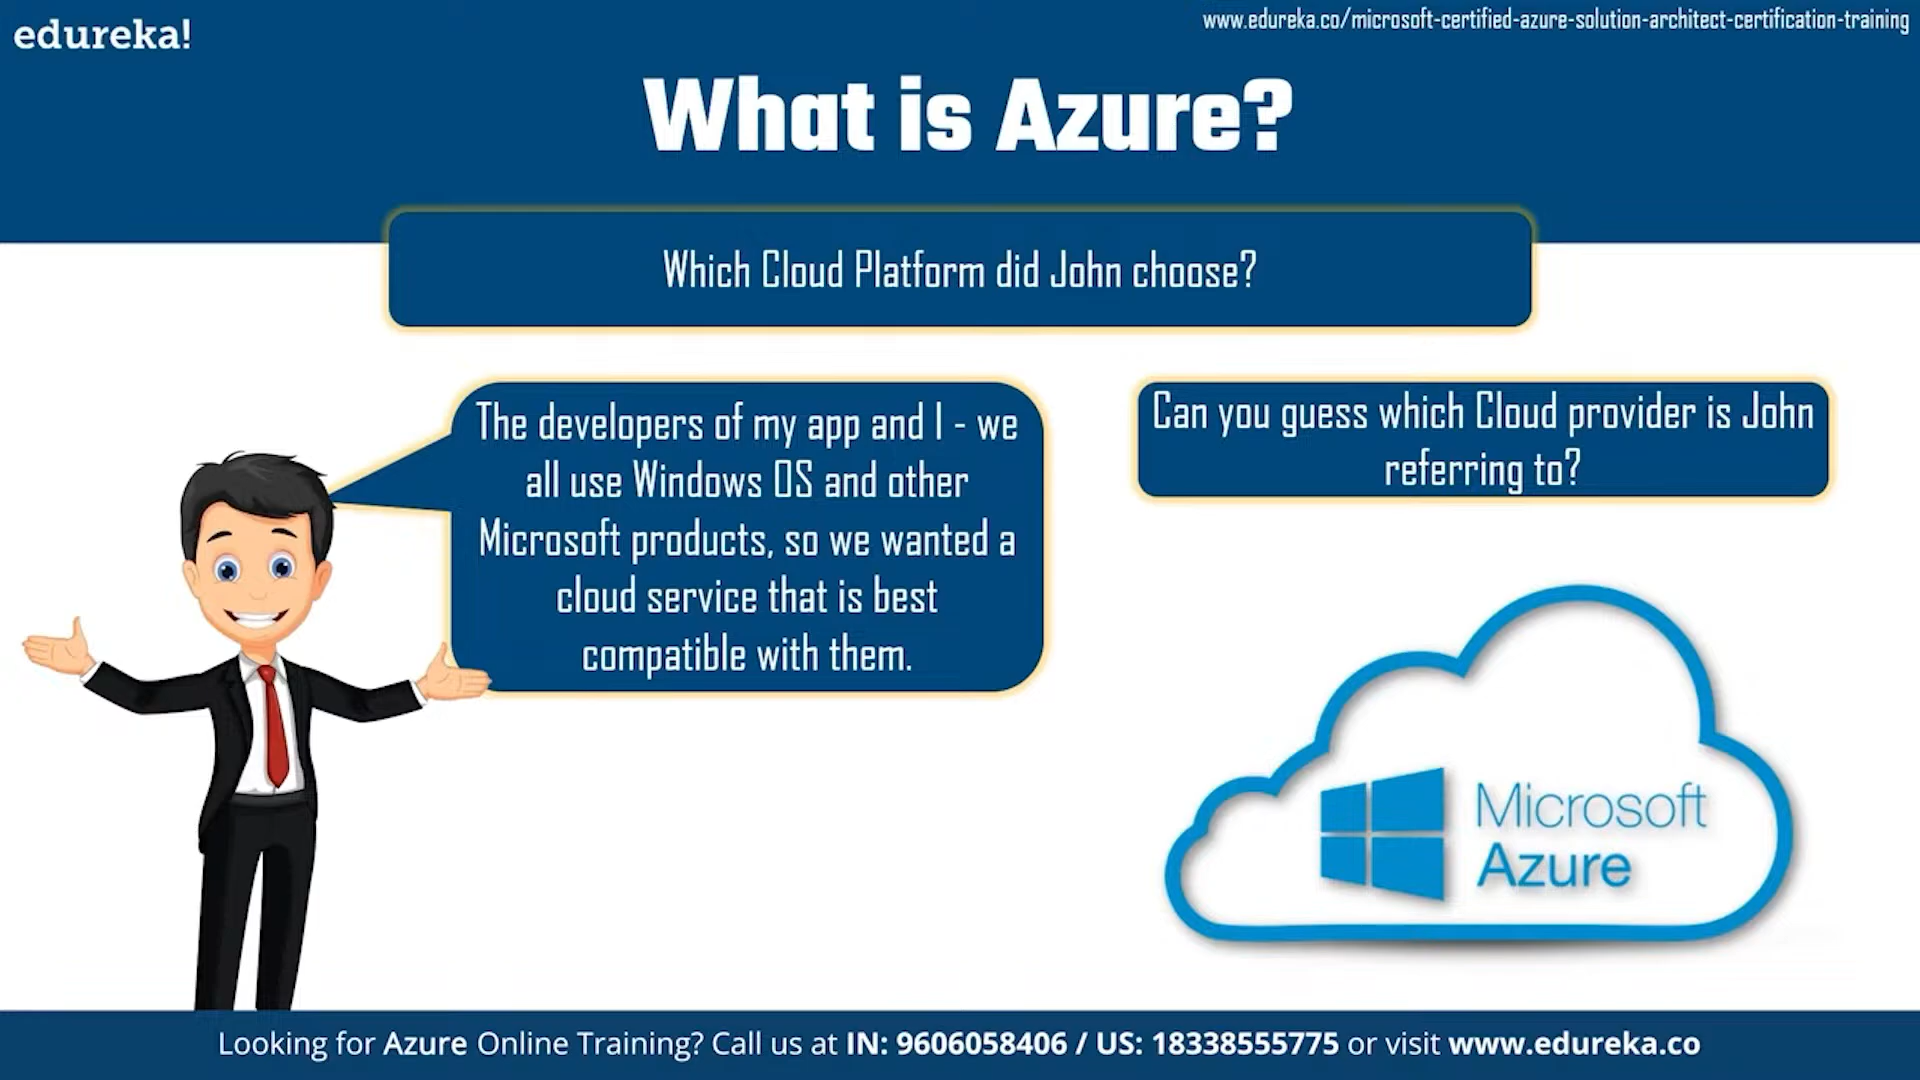 edureka!
www.edureka.co/microsoft-certified-azure-solution-architect-certification-training
What is Azure?
Which Cloud Platform did John choose?
The developers of my app and I - we
all use Windows OS and other
Microsoft products, so we wanted a
cloud service that is best
compatible with them.
Can you guess which Cloud provider is John
referring to?
Microsoft
Azure
Looking for Azure Online Training? Call us at IN: 9606058406 / US: 18338555775 or visit www.edureka.co